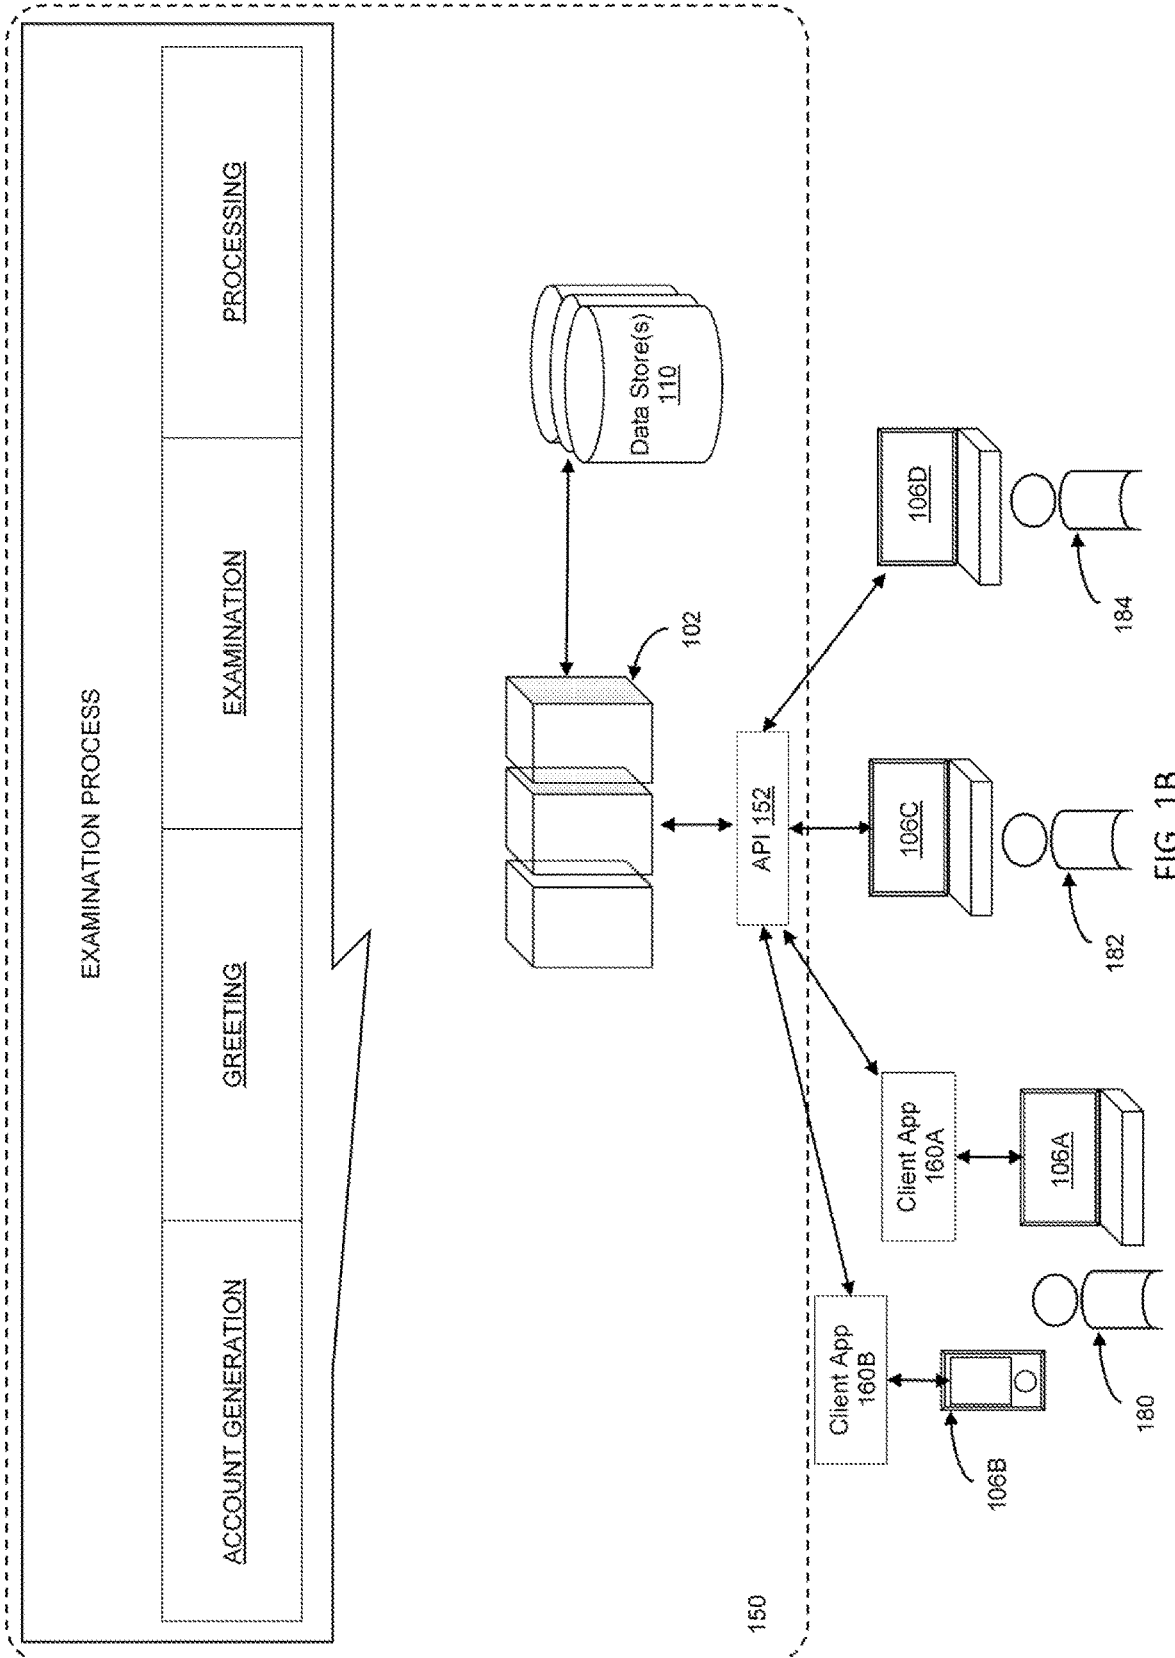 EXAMINATION PROCESS
ACCOUNT GENERATION
GREETING
EXAMINATION
PROCESSING
Data Store(s)
110
102
API 152
150
Client App
160B
Client App
160A
106B
106A
106C
106D
180
182
184
FIG. 1B